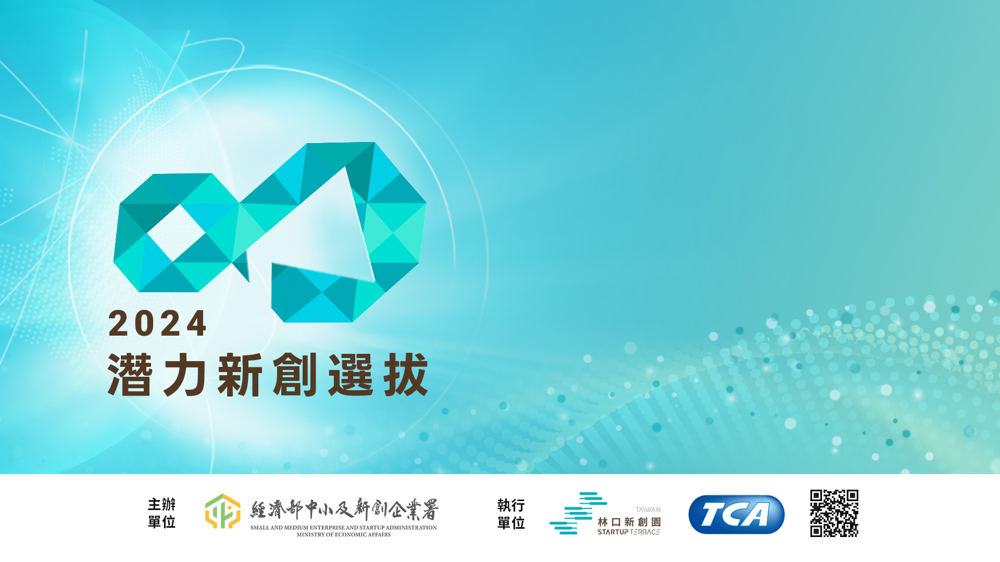 2024
潛力新創選拔
主辦
單位
經濟部中小及新創企業署
SMALL AND MEDIUM ENTERPRISE AND STARTUP ADMINISTRATION
MINISTRY OF ECONOMIC AFFAIRS
執行
單位
TAIWAN
林口新創園
STARTUP TERRACE
TCA